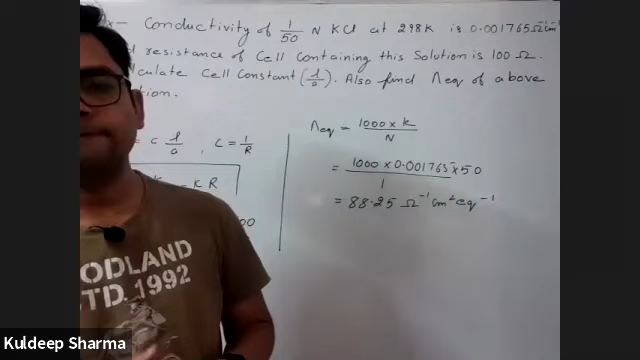 Conductivity of 1/50 N KCl at 298K is 0.001765 Ω⁻¹cm⁻¹
resistance of Cell Containing this Solution is 100 Ω.
Cell Constant (l/a). Also find Λeq of above
= C l/a , C = 1/R
= K R
00
Λeq = 1000 × K / N
= 1000 × 0.001765 × 50 / 1
= 88.25 Ω⁻¹ cm² eq⁻¹
ODLAND
TD. 1992
Kuldeep Sharma